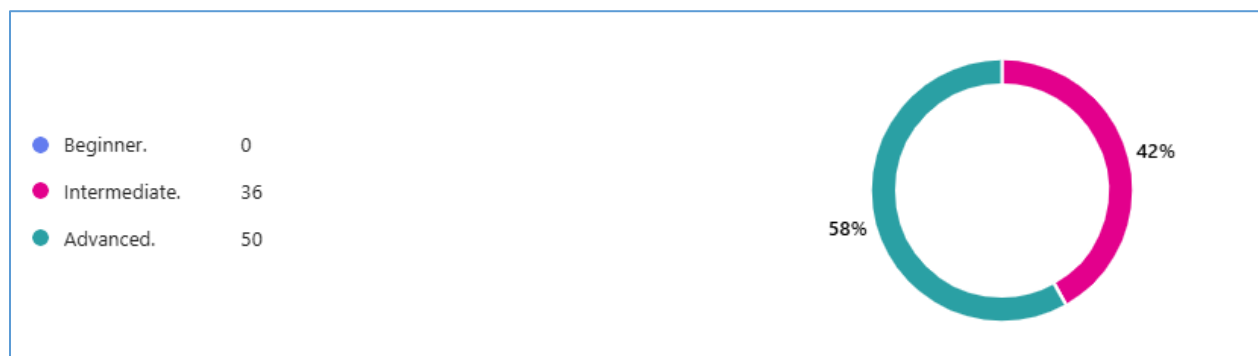 Beginner. 0
Intermediate. 36
Advanced. 50
42%
58%